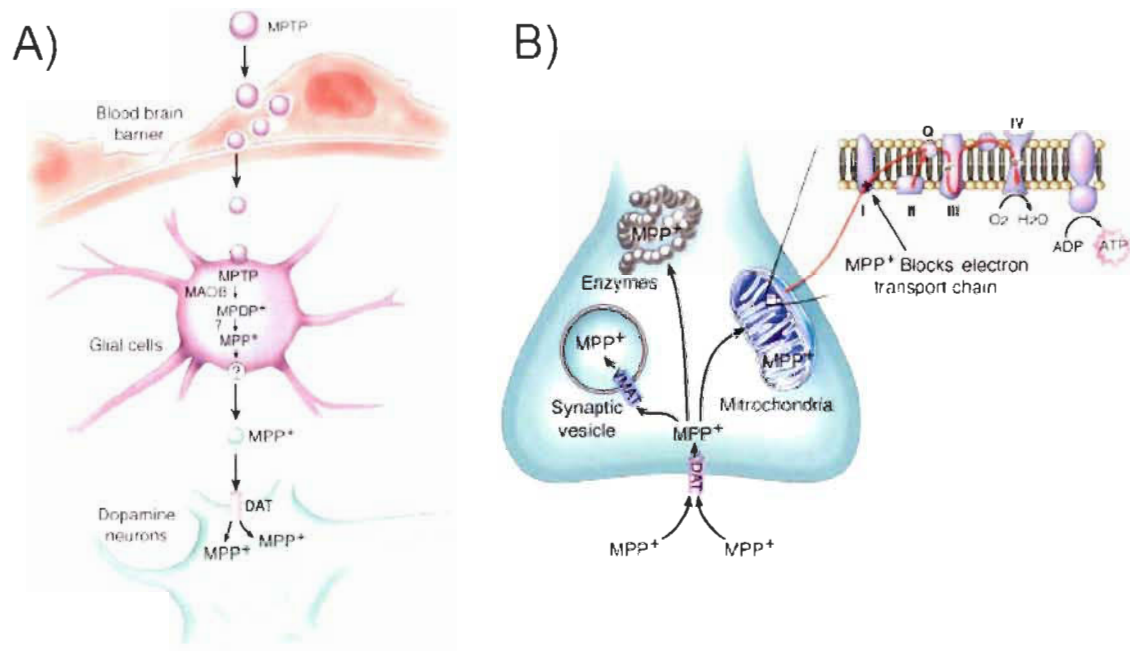 A)
MPTP
Blood brain
barrier
MPTP
MAOB
MPDP⁺
?
MPP⁺
?
Glial cells
MPP⁺
DAT
Dopamine
neurons
MPP⁺
MPP⁺
B)
MPP⁺
Enzymes
MPP⁺
VMAT
Synaptic
vesicle
MPP⁺
Mitrochondria
MPP⁺
DAT
MPP⁺
MPP⁺
Q
IV
I
II
III
O2
H2O
ADP
ATP
MPP⁺ Blocks electron
transport chain